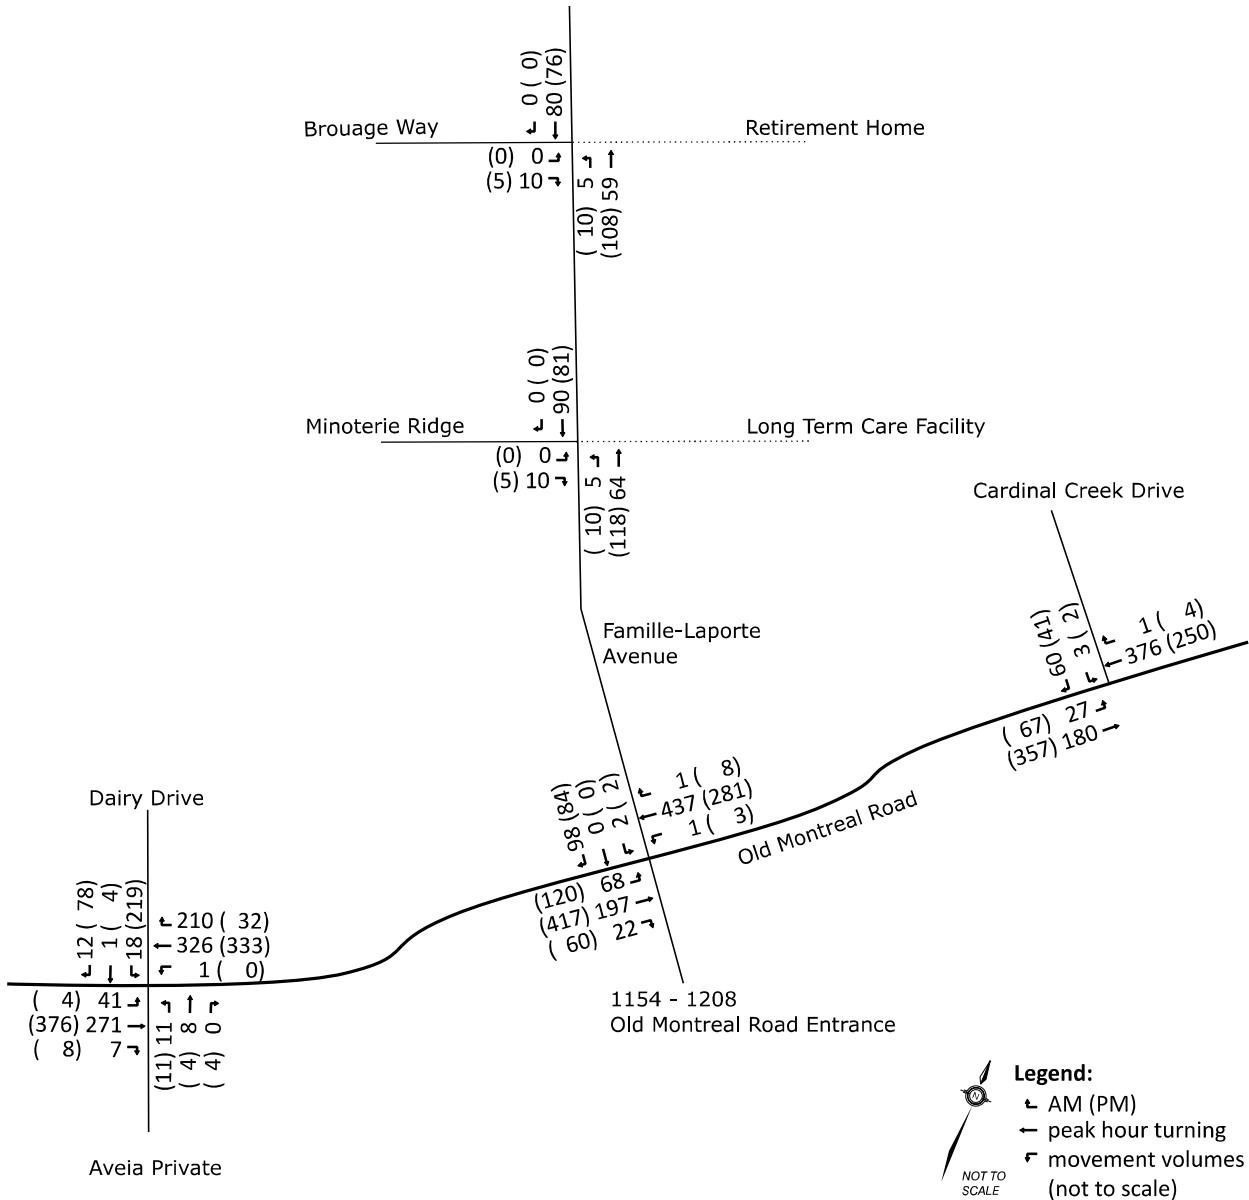 0 ( 0)
80 (76)
Brouage Way
Retirement Home
(0) 0
(5) 10
( 10) 5
(108) 59
0 ( 0)
90 (81)
Minoterie Ridge
Long Term Care Facility
(0) 0
(5) 10
( 10) 5
(118) 64
Cardinal Creek Drive
60 (41)
3 ( 2)
1 ( 4)
376 (250)
( 67) 27
(357) 180
Famille-Laporte
Avenue
98 (84)
0 ( 0)
2 ( 2)
1 ( 8)
437 (281)
1 ( 3)
Old Montreal Road
(120) 68
(417) 197
( 60) 22
1154 - 1208
Old Montreal Road Entrance
Dairy Drive
12 ( 78)
1 ( 4)
18 (219)
210 ( 32)
326 (333)
1 ( 0)
( 4) 41
(376) 271
( 8) 7
(11) 11
( 4) 8
( 4) 0
Aveia Private
N
NOT TO
SCALE
Legend:
AM (PM)
peak hour turning
movement volumes
(not to scale)